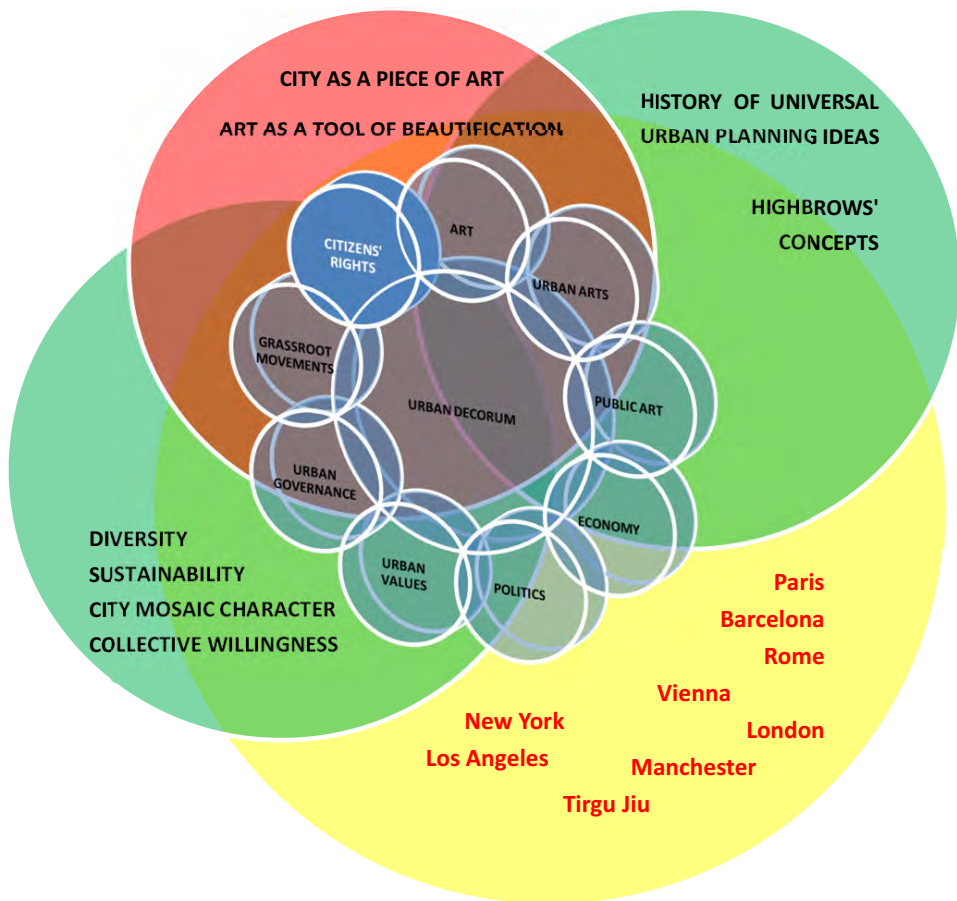 CITY AS A PIECE OF ART
ART AS A TOOL OF BEAUTIFICATION
HISTORY OF UNIVERSAL
URBAN PLANNING IDEAS
HIGHBROWS'
CONCEPTS
ART
CITIZENS'
RIGHTS
URBAN ARTS
GRASSROOT
MOVEMENTS
PUBLIC ART
URBAN DECORUM
URBAN
GOVERNANCE
ECONOMY
URBAN
VALUES
POLITICS
DIVERSITY
SUSTAINABILITY
CITY MOSAIC CHARACTER
COLLECTIVE WILLINGNESS
Paris
Barcelona
Rome
Vienna
New York
London
Los Angeles
Manchester
Tirgu Jiu